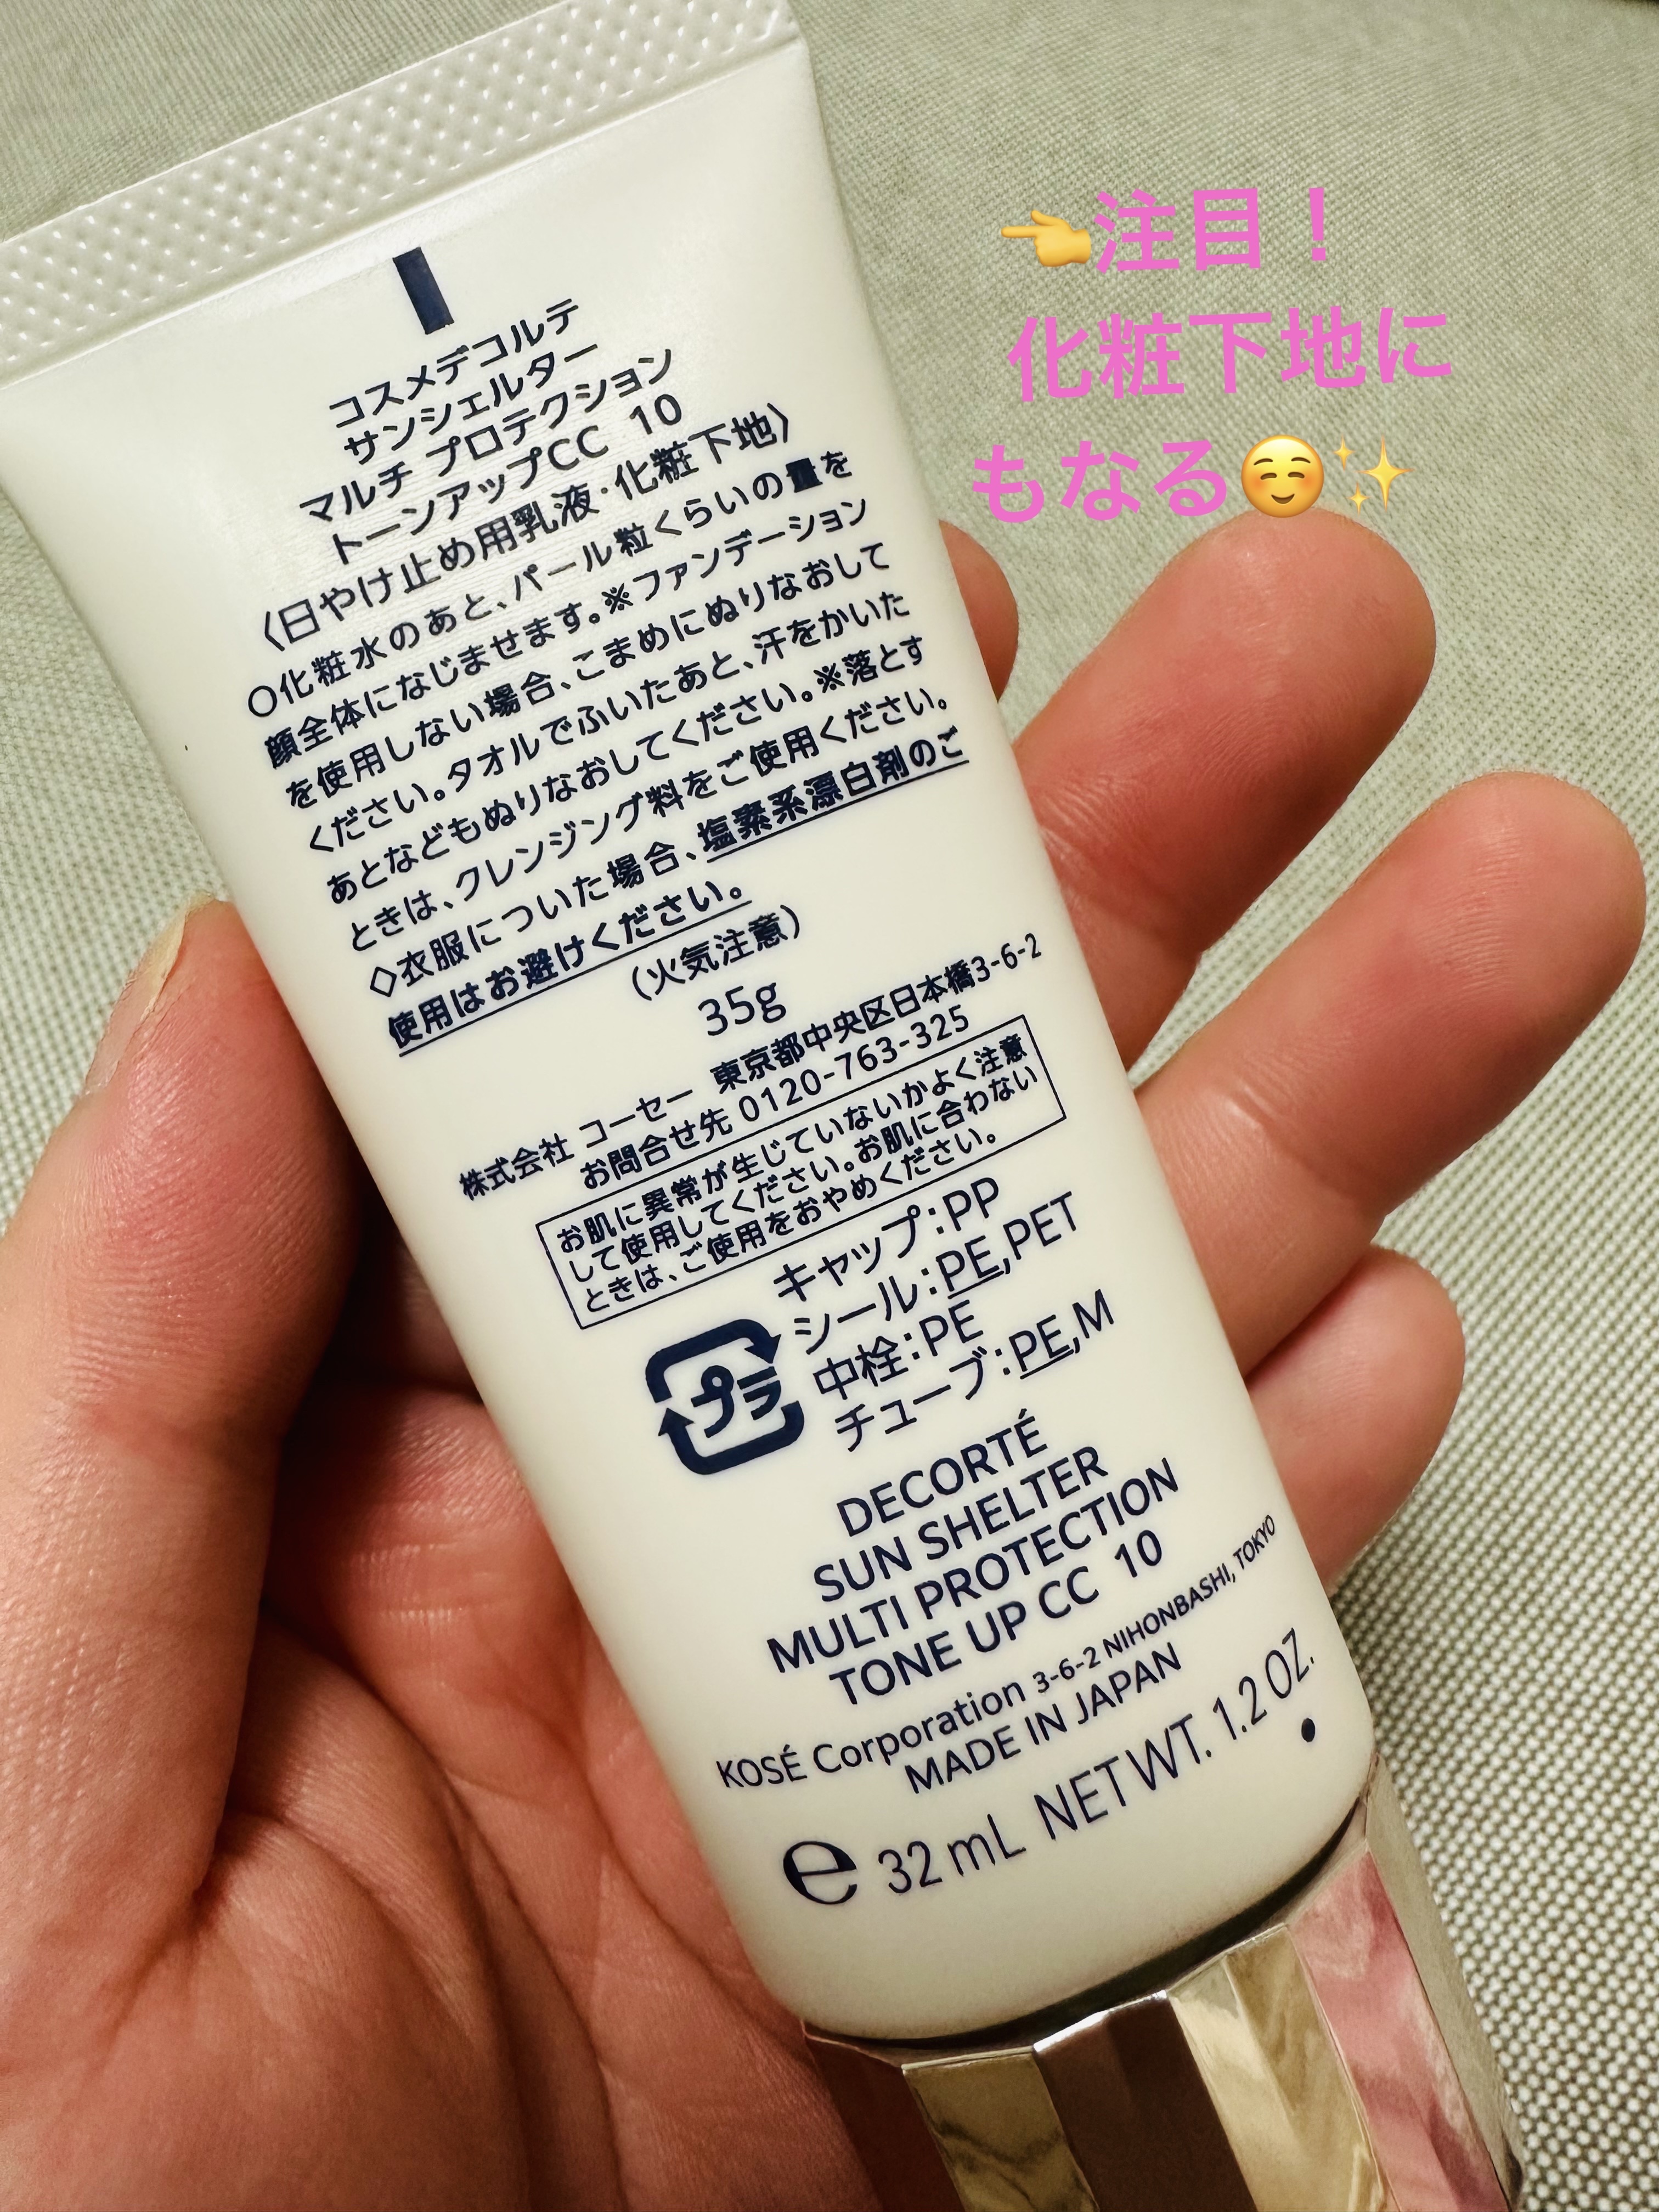 👈注目！
化粧下地に
もなる☺️✨
コスメデコルテ
サンシェルター
マルチ プロテクション
トーンアップCC 10
〈日やけ止め用乳液・化粧下地〉
○化粧水のあと、パール粒くらいの量を
顔全体になじませます。※ファンデーション
を使用しない場合、こまめにぬりなおして
ください。タオルでふいたあと、汗をかいた
あとなどもぬりなおしてください。※落とす
ときは、クレンジング料をご使用ください。
◇衣服についた場合、塩素系漂白剤のご
使用はお避けください。
(火気注意)
35g
株式会社 コーセー 東京都中央区日本橋3-6-2
お問合せ先 0120-763-325
お肌に異常が生じていないかよく注意
して使用してください。お肌に合わない
ときは、ご使用をおやめください。
プラ
キャップ:PP
シール:PE,PET
中栓:PE
チューブ:PE,M
DECORTÉ
SUN SHELTER
MULTI PROTECTION
TONE UP CC 10
KOSÉ Corporation 3-6-2 NIHONBASHI, TOKYO
MADE IN JAPAN
e 32 mL NET WT. 1.2 OZ.